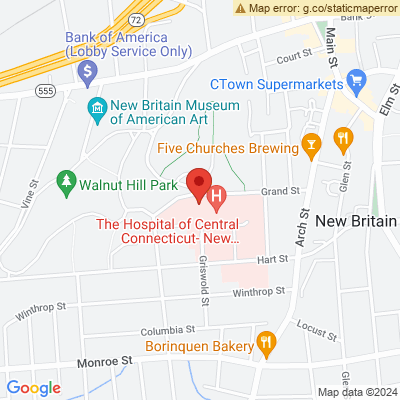 Map error: g.co/staticmaperror
72
Bank St
Bank of America
(Lobby Service Only)
Court St
Main St
555
CTown Supermarkets
Elm St
New Britain Museum
of American Art
Five Churches Brewing
Vine St
Walnut Hill Park
Grand St
Glen St
H
The Hospital of Central
Connecticut- New...
New Britain
Arch St
Hart St
Griswold St
Winthrop St
Winthrop St
Columbia St
Locust St
Borinquen Bakery
Monroe St
Google
Map data ©2024